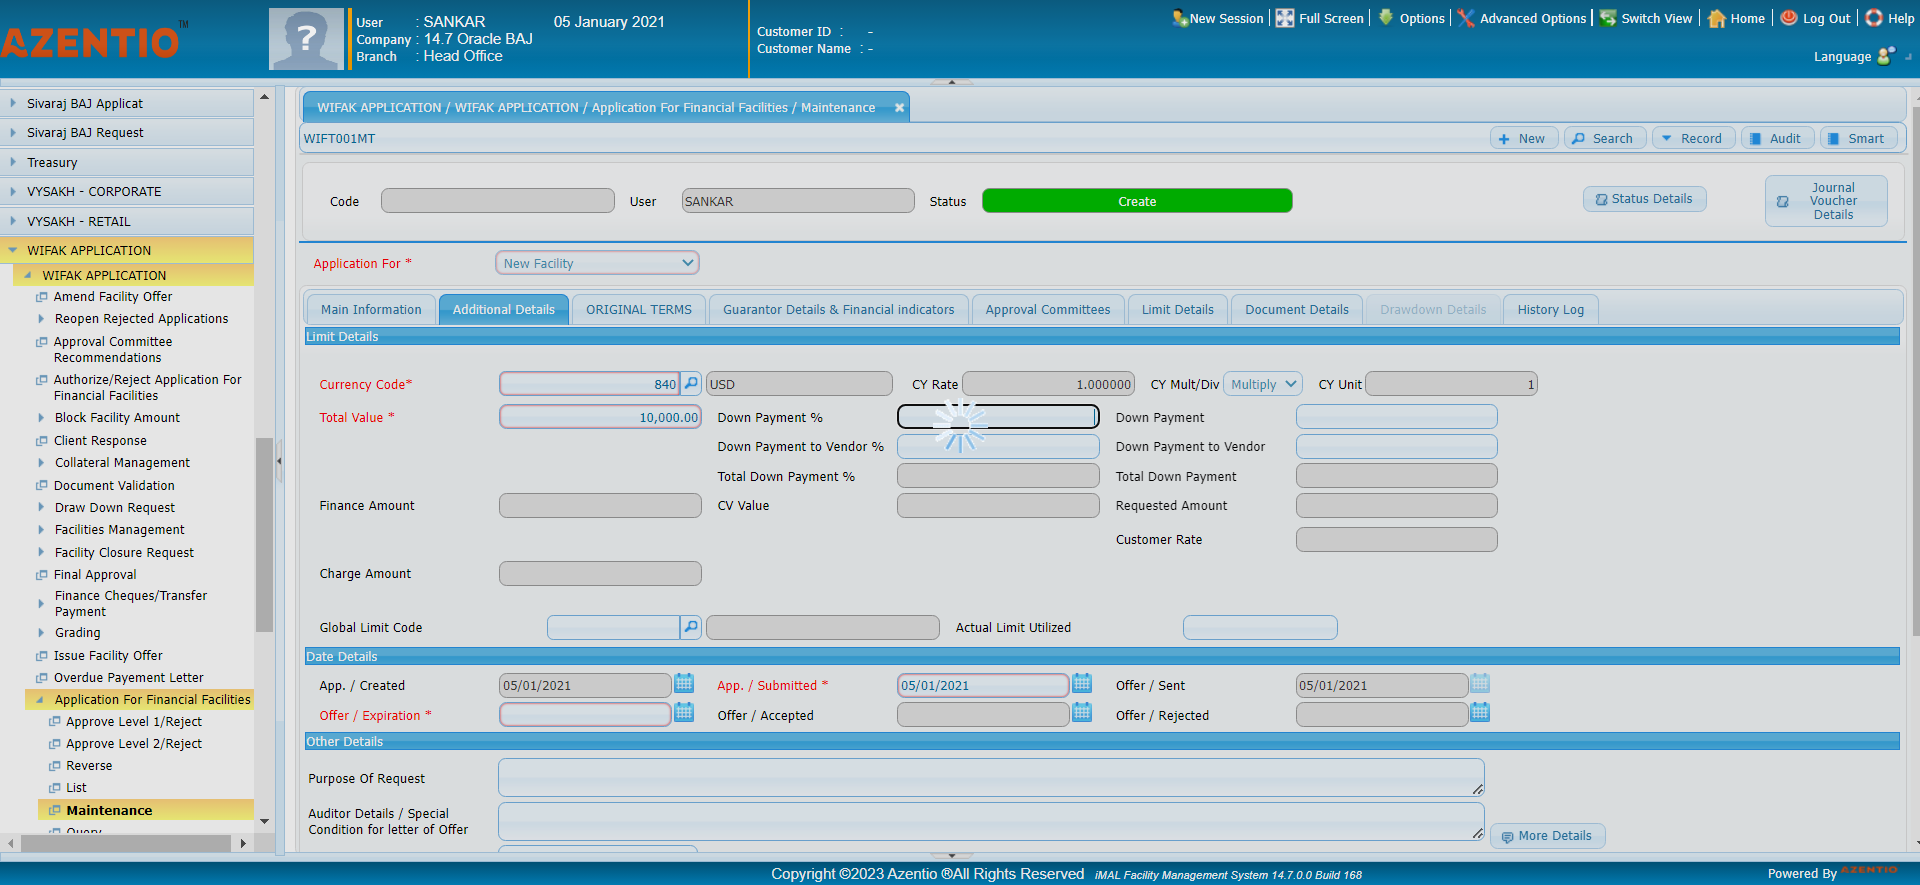 AZENTIO™
?
User : SANKAR
Company : 14.7 Oracle BAJ
Branch : Head Office
05 January 2021
Customer ID : -
Customer Name : -
New Session
Full Screen
Options
Advanced Options
Switch View
Home
Log Out
Help
Language
Sivaraj BAJ Applicat
Sivaraj BAJ Request
Treasury
VYSAKH - CORPORATE
VYSAKH - RETAIL
WIFAK APPLICATION
WIFAK APPLICATION
Amend Facility Offer
Reopen Rejected Applications
Approval Committee
Recommendations
Authorize/Reject Application For
Financial Facilities
Block Facility Amount
Client Response
Collateral Management
Document Validation
Draw Down Request
Facilities Management
Facility Closure Request
Final Approval
Finance Cheques/Transfer
Payment
Grading
Issue Facility Offer
Overdue Payment Letter
Application For Financial Facilities
Approve Level 1/Reject
Approve Level 2/Reject
Reverse
List
Maintenance
Query
WIFAK APPLICATION / WIFAK APPLICATION / Application For Financial Facilities / Maintenance
WIFT001MT
New
Search
Record
Audit
Smart
Code
User SANKAR
Status Create
Status Details
Journal
Voucher
Details
Application For * New Facility
Main Information
Additional Details
ORIGINAL TERMS
Guarantor Details & Financial indicators
Approval Committees
Limit Details
Document Details
Drawdown Details
History Log
Limit Details
Currency Code* 840 USD CY Rate 1.000000 CY Mult/Div Multiply CY Unit 1
Total Value * 10,000.00 Down Payment % Down Payment
Down Payment to Vendor % Down Payment to Vendor
Total Down Payment % Total Down Payment
Finance Amount CV Value Requested Amount
Customer Rate
Charge Amount
Global Limit Code Actual Limit Utilized
Date Details
App. / Created 05/01/2021 App. / Submitted * 05/01/2021 Offer / Sent 05/01/2021
Offer / Expiration * Offer / Accepted Offer / Rejected
Other Details
Purpose Of Request
Auditor Details / Special
Condition for letter of Offer
More Details
Copyright ©2023 Azentio ®All Rights Reserved iMAL Facility Management System 14.7.0.0 Build 168
Powered By AZENTIO